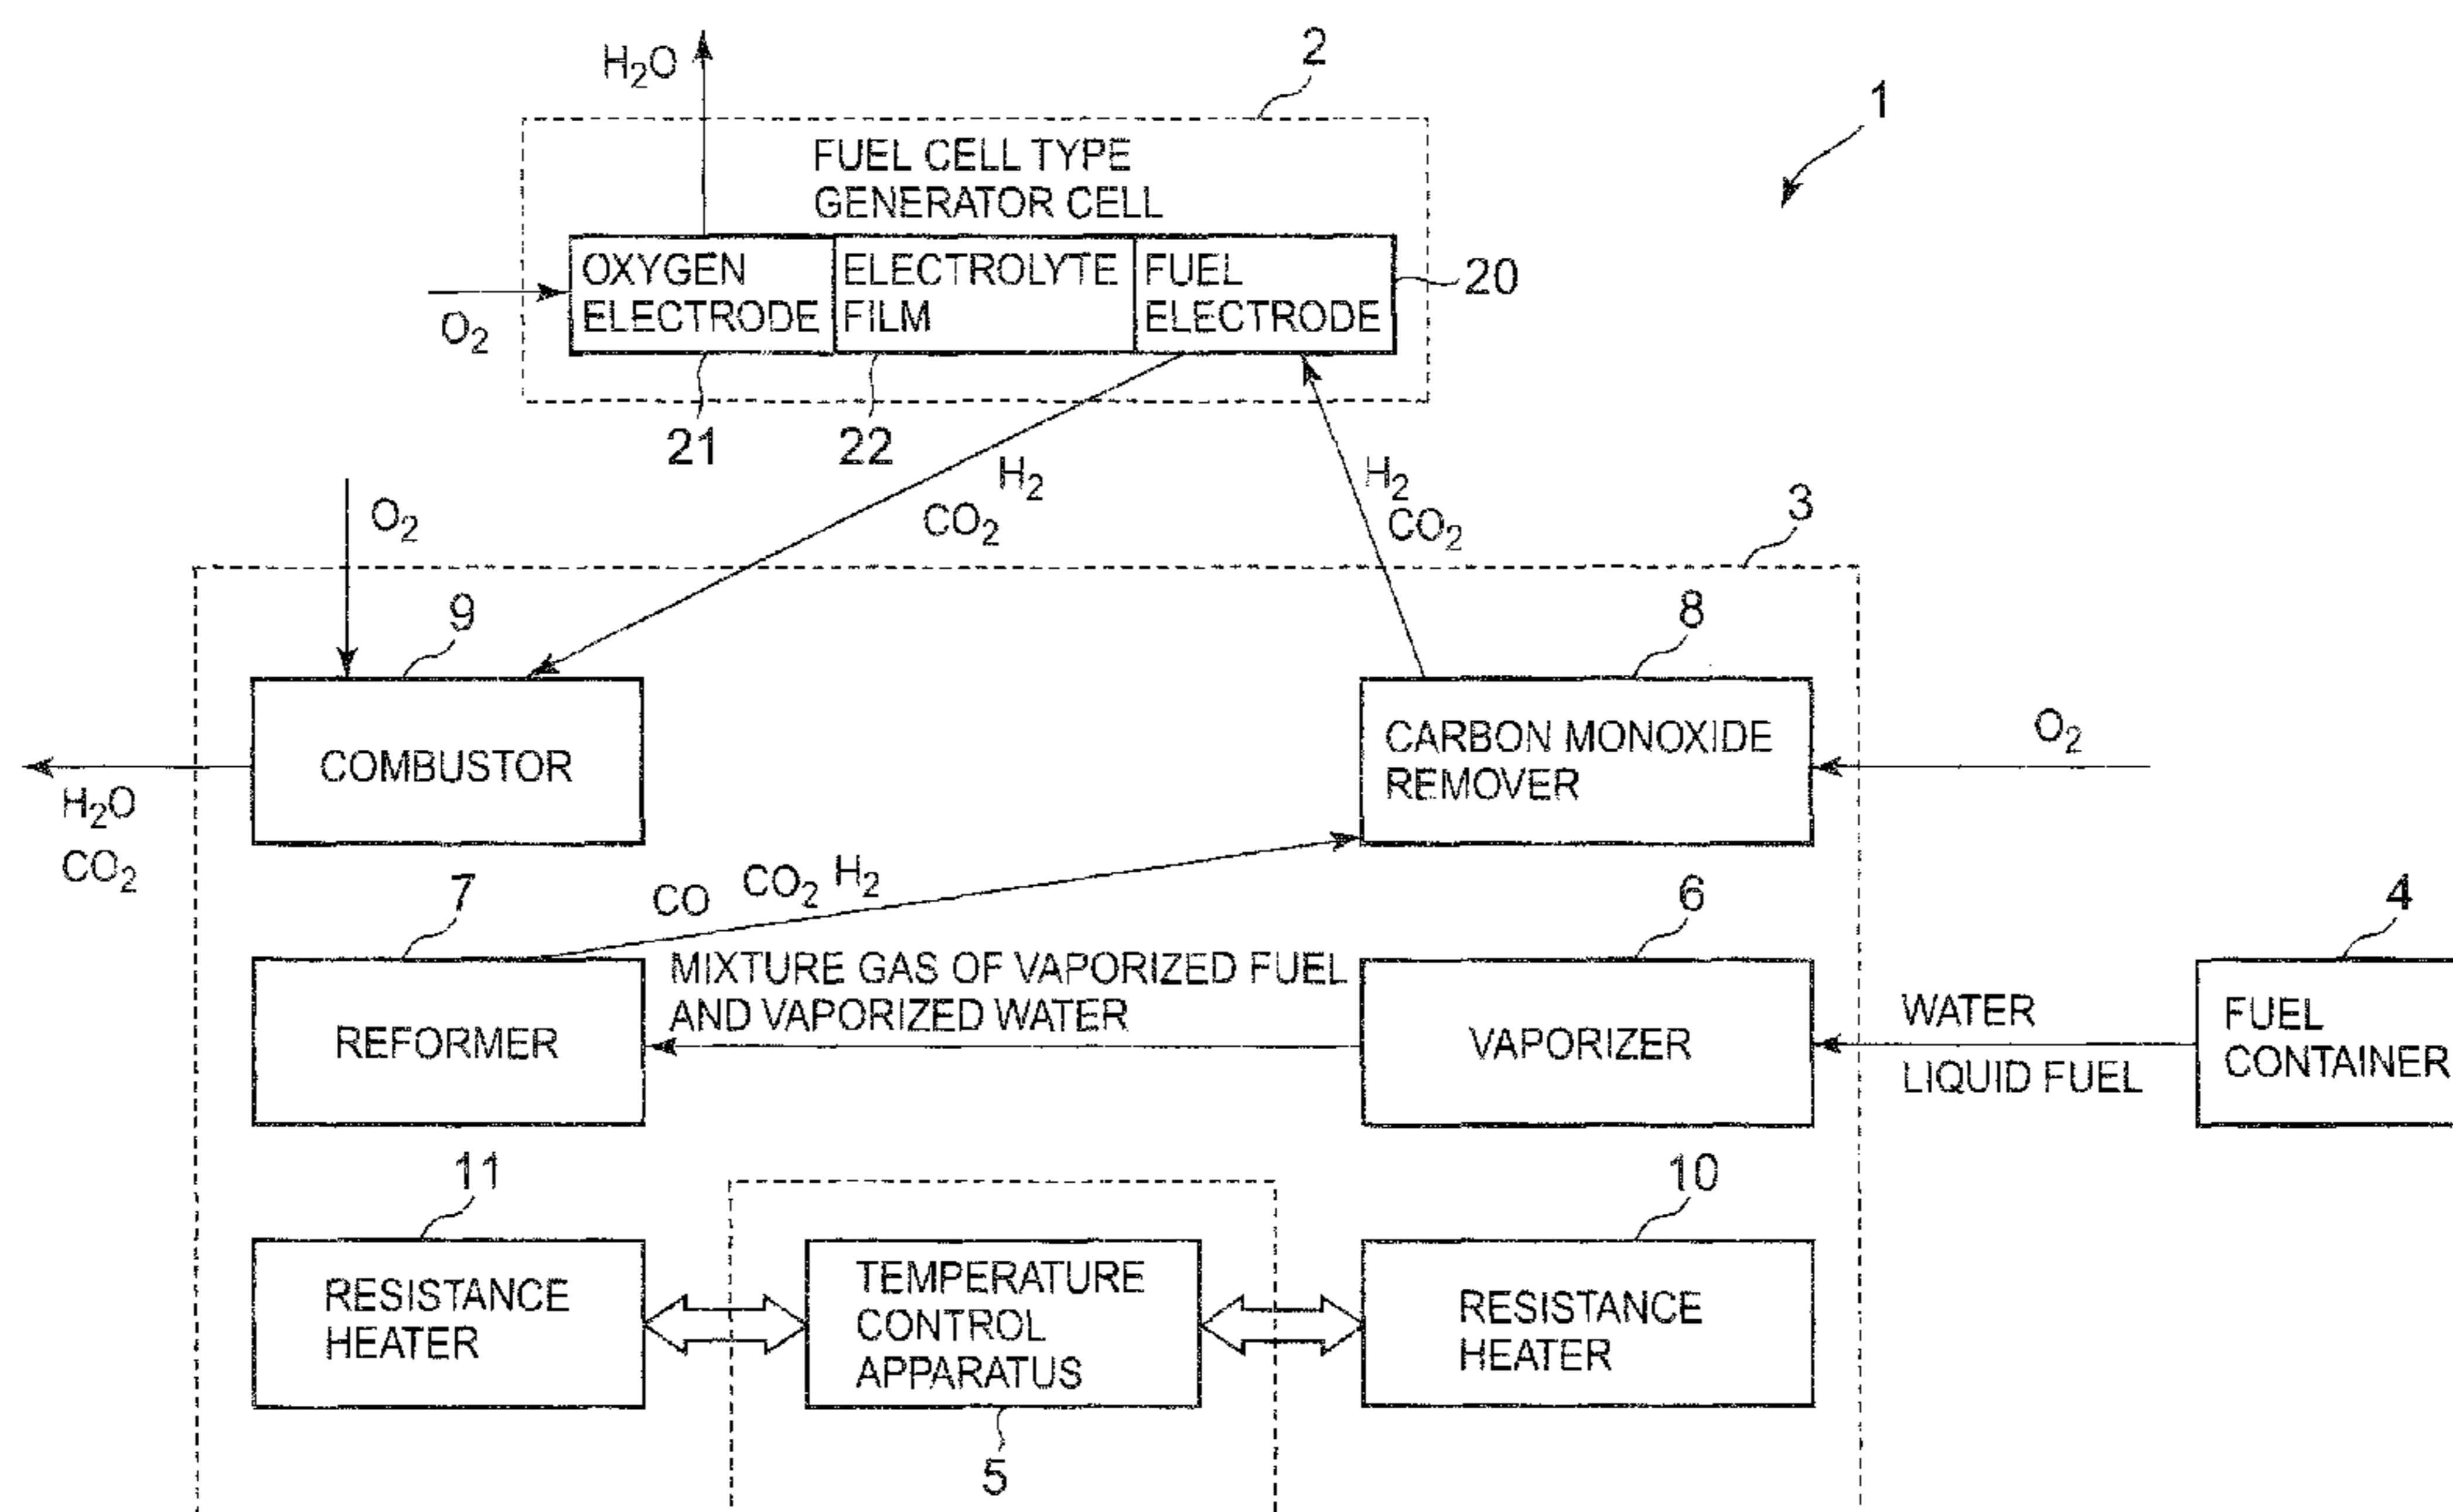 2
1
H₂O
FUEL CELL TYPE
GENERATOR CELL
OXYGEN
ELECTRODE
ELECTROLYTE
FILM
FUEL
ELECTRODE
20
O₂
21
22
H₂
CO₂
H₂
CO₂
O₂
3
9
8
COMBUSTOR
CARBON MONOXIDE
REMOVER
O₂
H₂O
CO₂
CO
CO₂
H₂
7
6
4
REFORMER
MIXTURE GAS OF VAPORIZED FUEL
AND VAPORIZED WATER
VAPORIZER
WATER
LIQUID FUEL
FUEL
CONTAINER
11
10
RESISTANCE
HEATER
TEMPERATURE
CONTROL
APPARATUS
RESISTANCE
HEATER
5